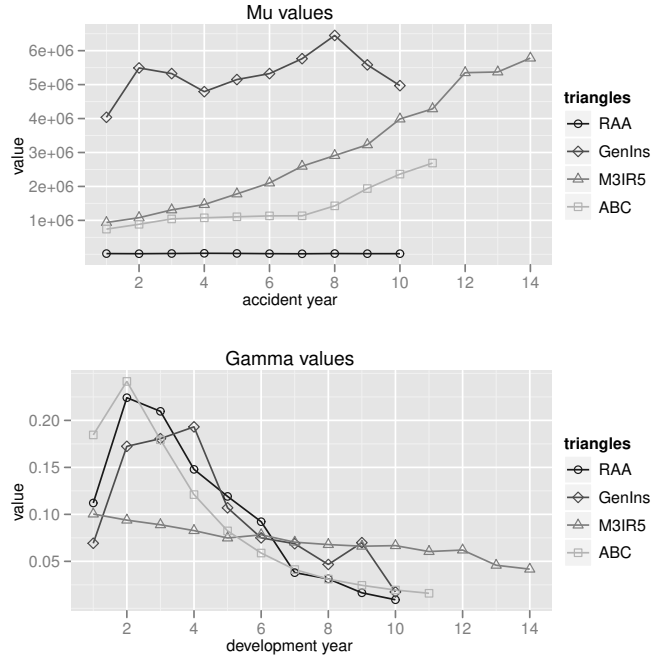 Mu values
6e+06
5e+06
4e+06
3e+06
2e+06
1e+06
value
2 4 6 8 10 12 14
accident year
triangles
RAA
GenIns
M3IR5
ABC
Gamma values
0.20
0.15
0.10
0.05
value
2 4 6 8 10 12 14
development year
triangles
RAA
GenIns
M3IR5
ABC